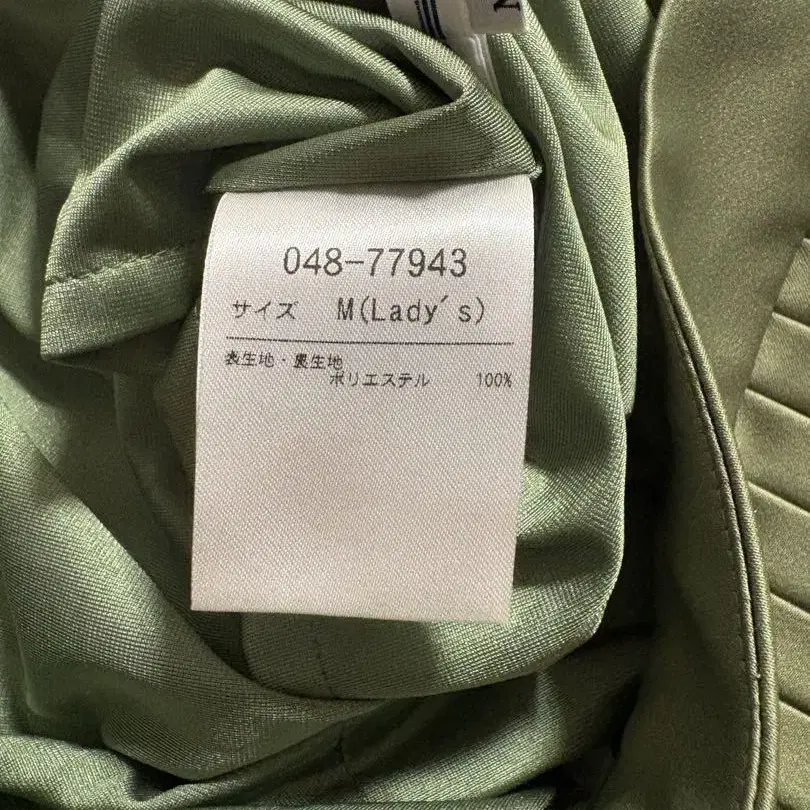 N
048-77943
サイズ M(Lady's)
表生地・裏生地
ポリエステル 100%